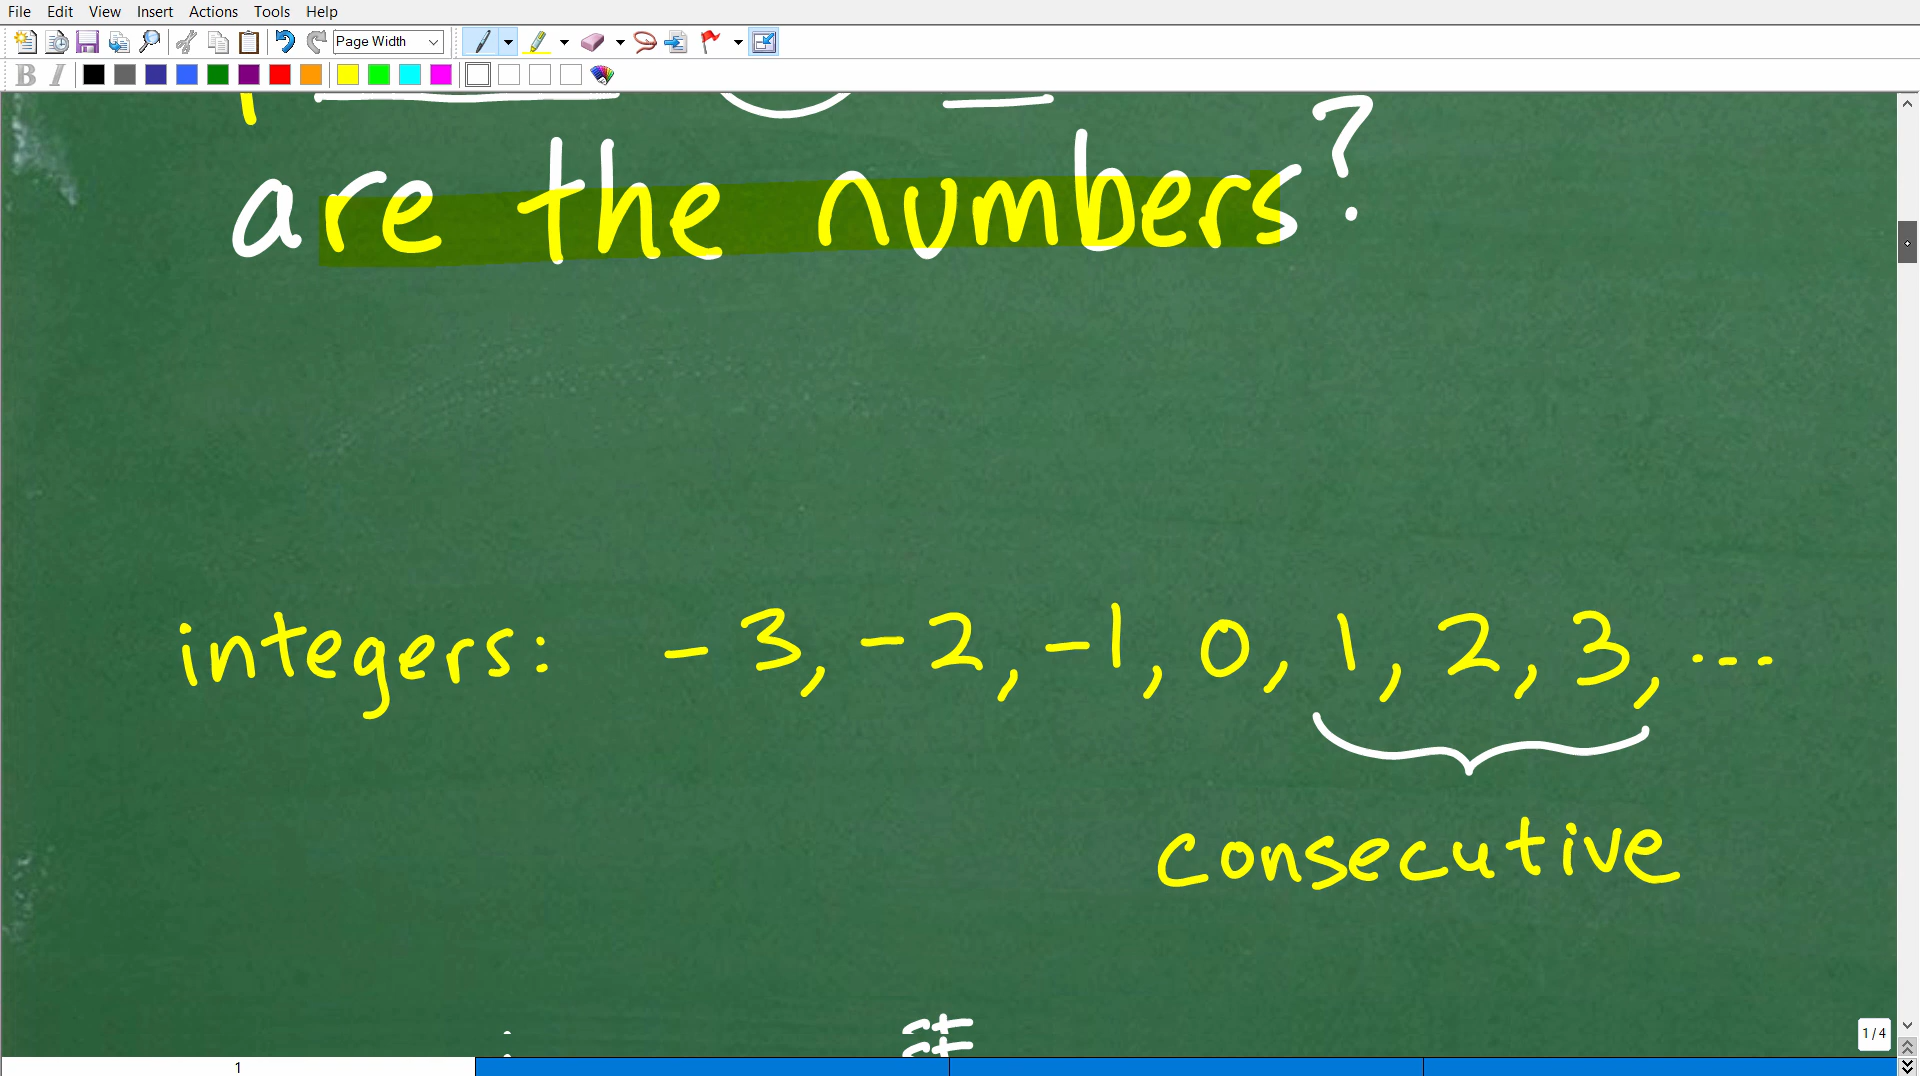 File Edit View Insert Actions Tools Help
Page Width
B I
are the numbers?
integers: -3, -2, -1, 0, 1, 2, 3, ...
consecutive
1 / 4
1